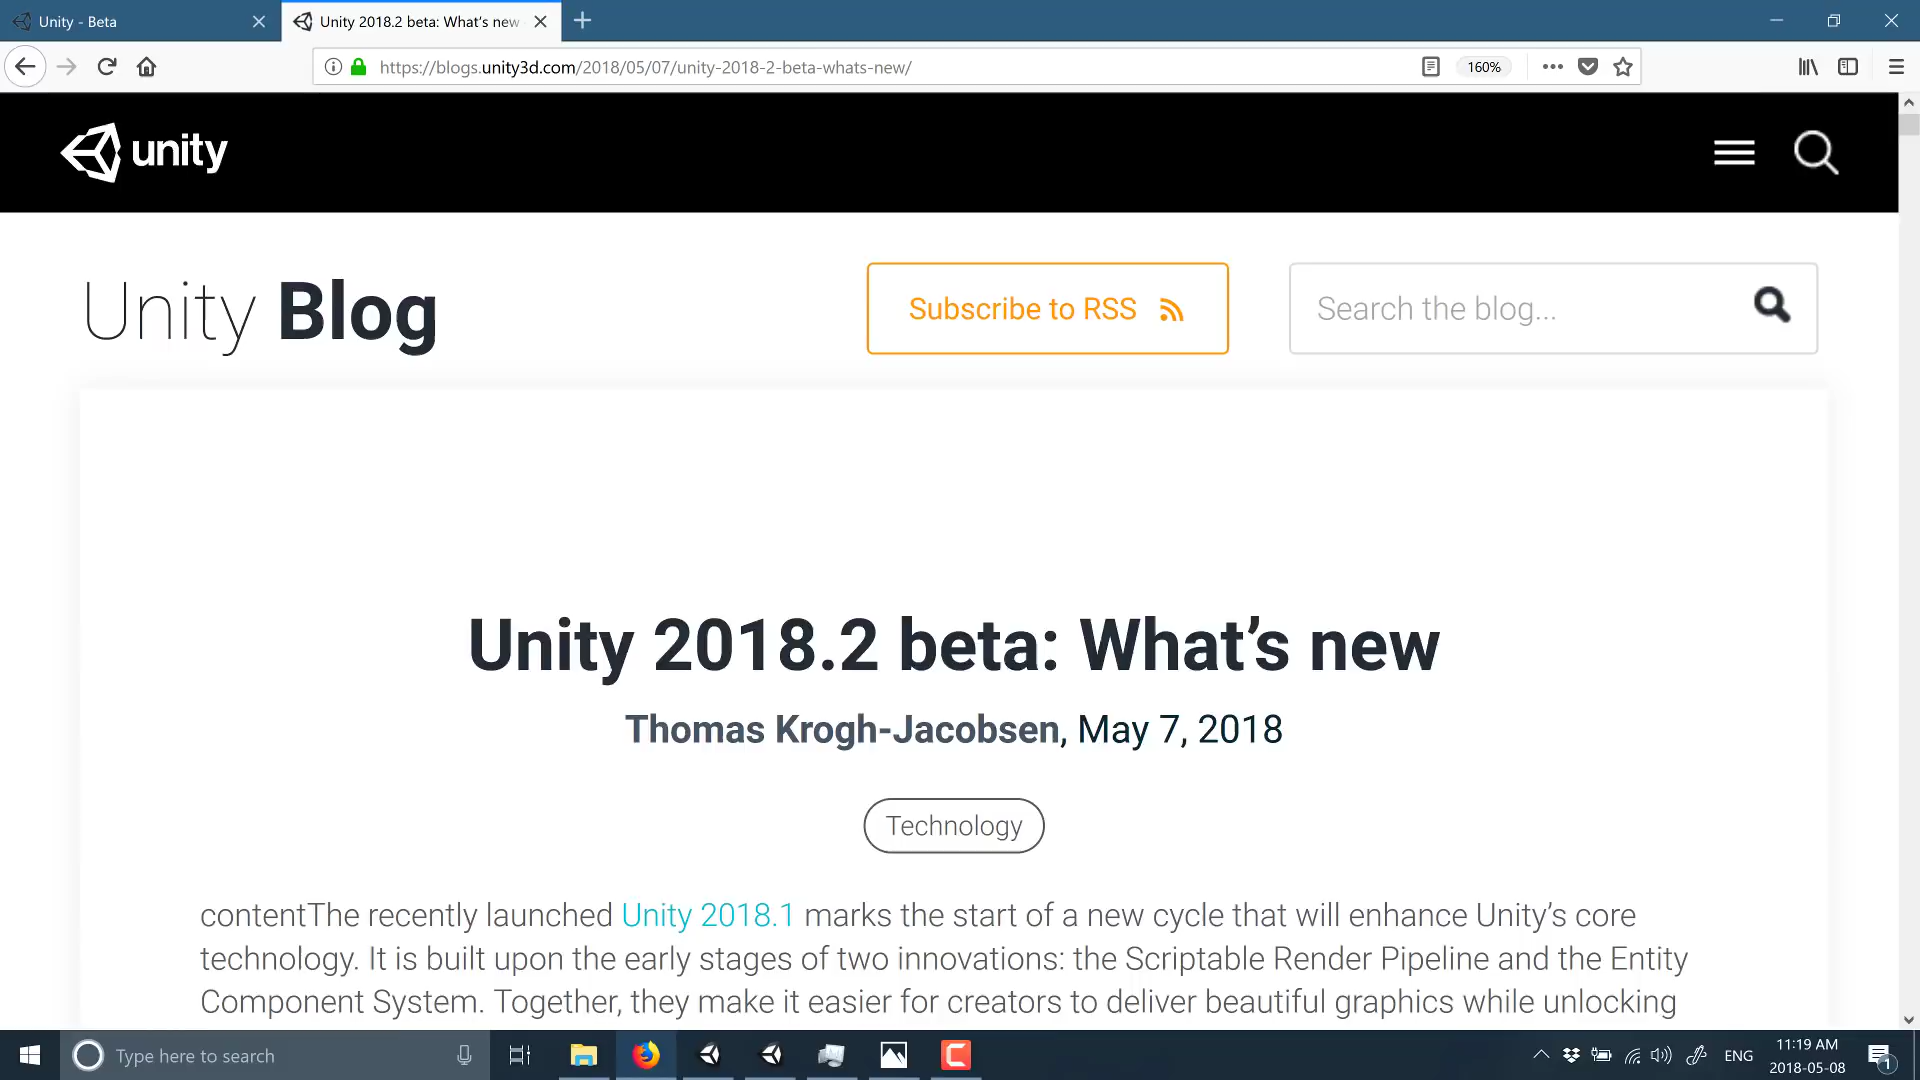 Unity - Beta
Unity 2018.2 beta: What's new
https://blogs.unity3d.com/2018/05/07/unity-2018-2-beta-whats-new/
160%
unity
Unity Blog
Subscribe to RSS
Search the blog...
Unity 2018.2 beta: What’s new
Thomas Krogh-Jacobsen, May 7, 2018
Technology
contentThe recently launched Unity 2018.1 marks the start of a new cycle that will enhance Unity’s core
technology. It is built upon the early stages of two innovations: the Scriptable Render Pipeline and the Entity
Component System. Together, they make it easier for creators to deliver beautiful graphics while unlocking
Type here to search
ENG
11:19 AM
2018-05-08
1